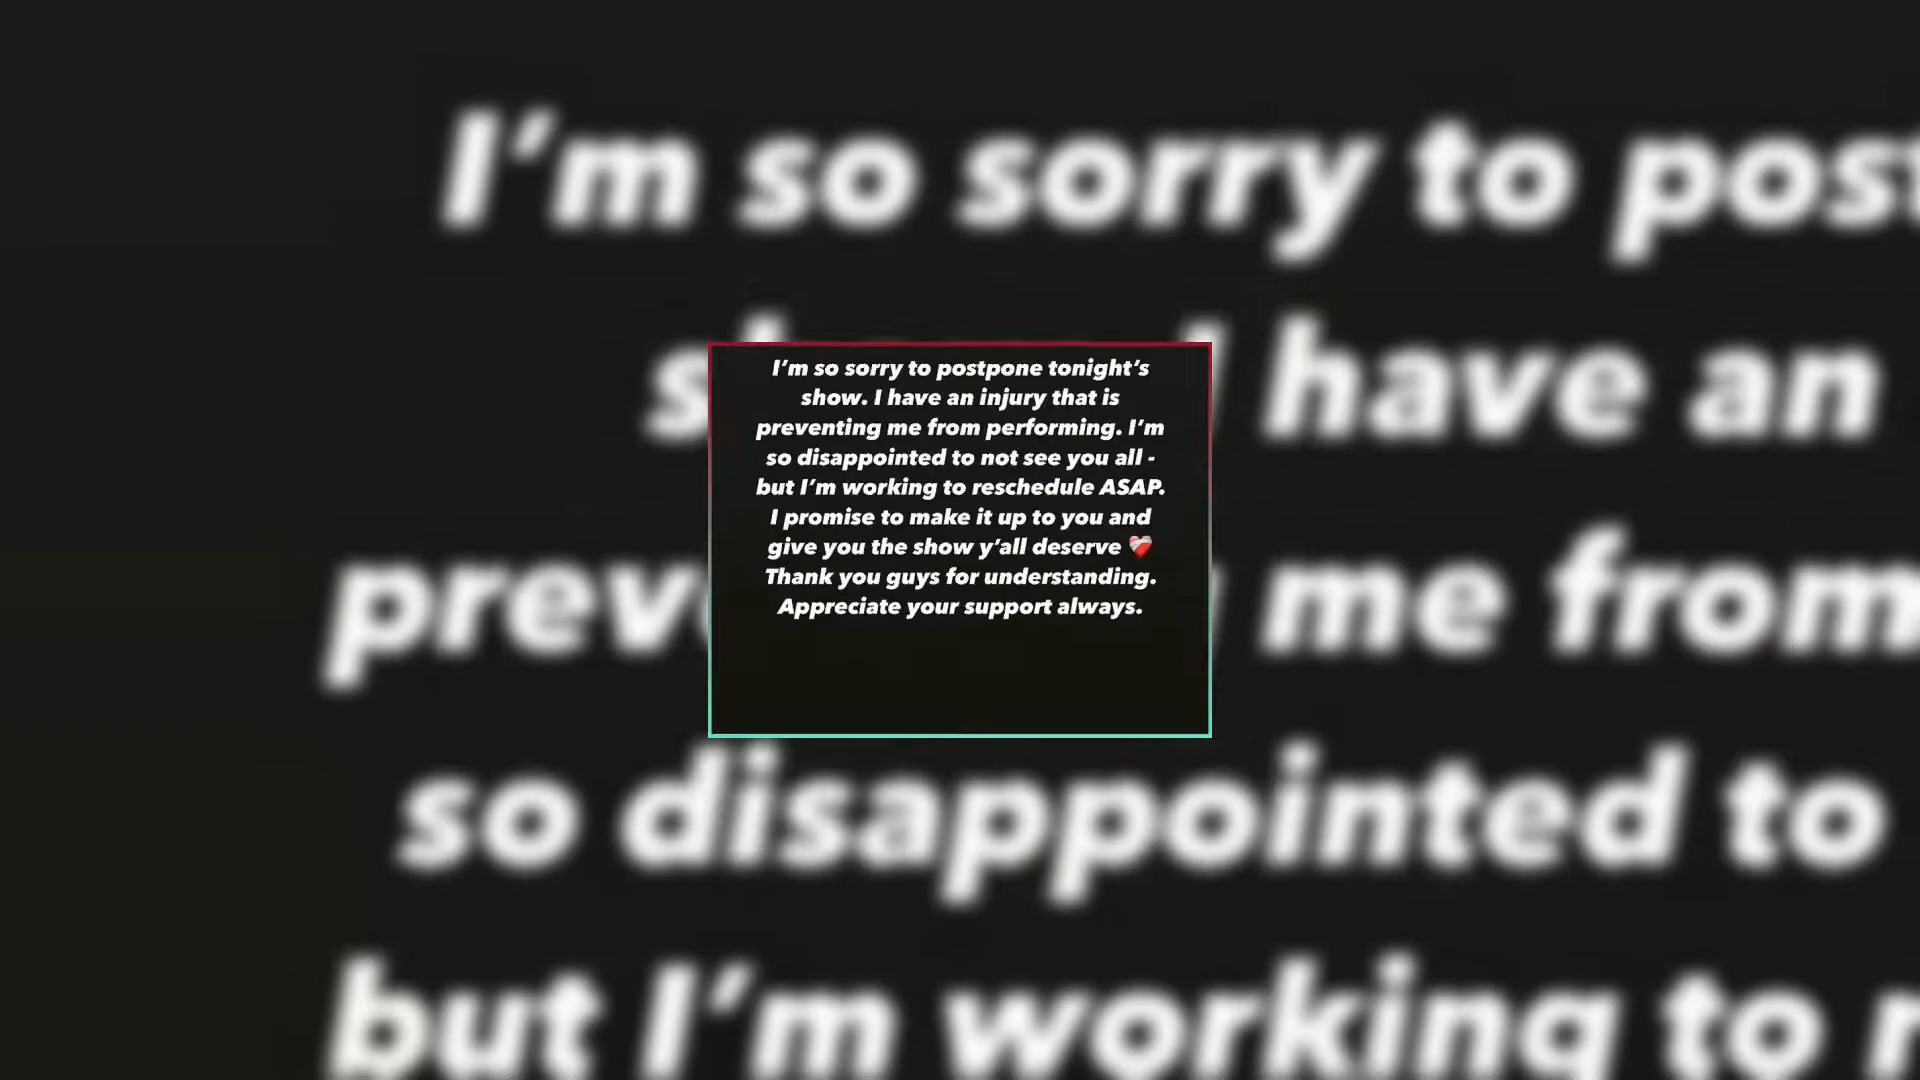 I’m so sorry to postpone tonight’s
show. I have an injury that is
preventing me from performing. I’m
so disappointed to not see you all -
but I’m working to reschedule ASAP.
I promise to make it up to you and
give you the show y’all deserve ❤️‍🩹
Thank you guys for understanding.
Appreciate your support always.
I’m so sorry to post
have an
me from
so disappointed to
but I’m working to